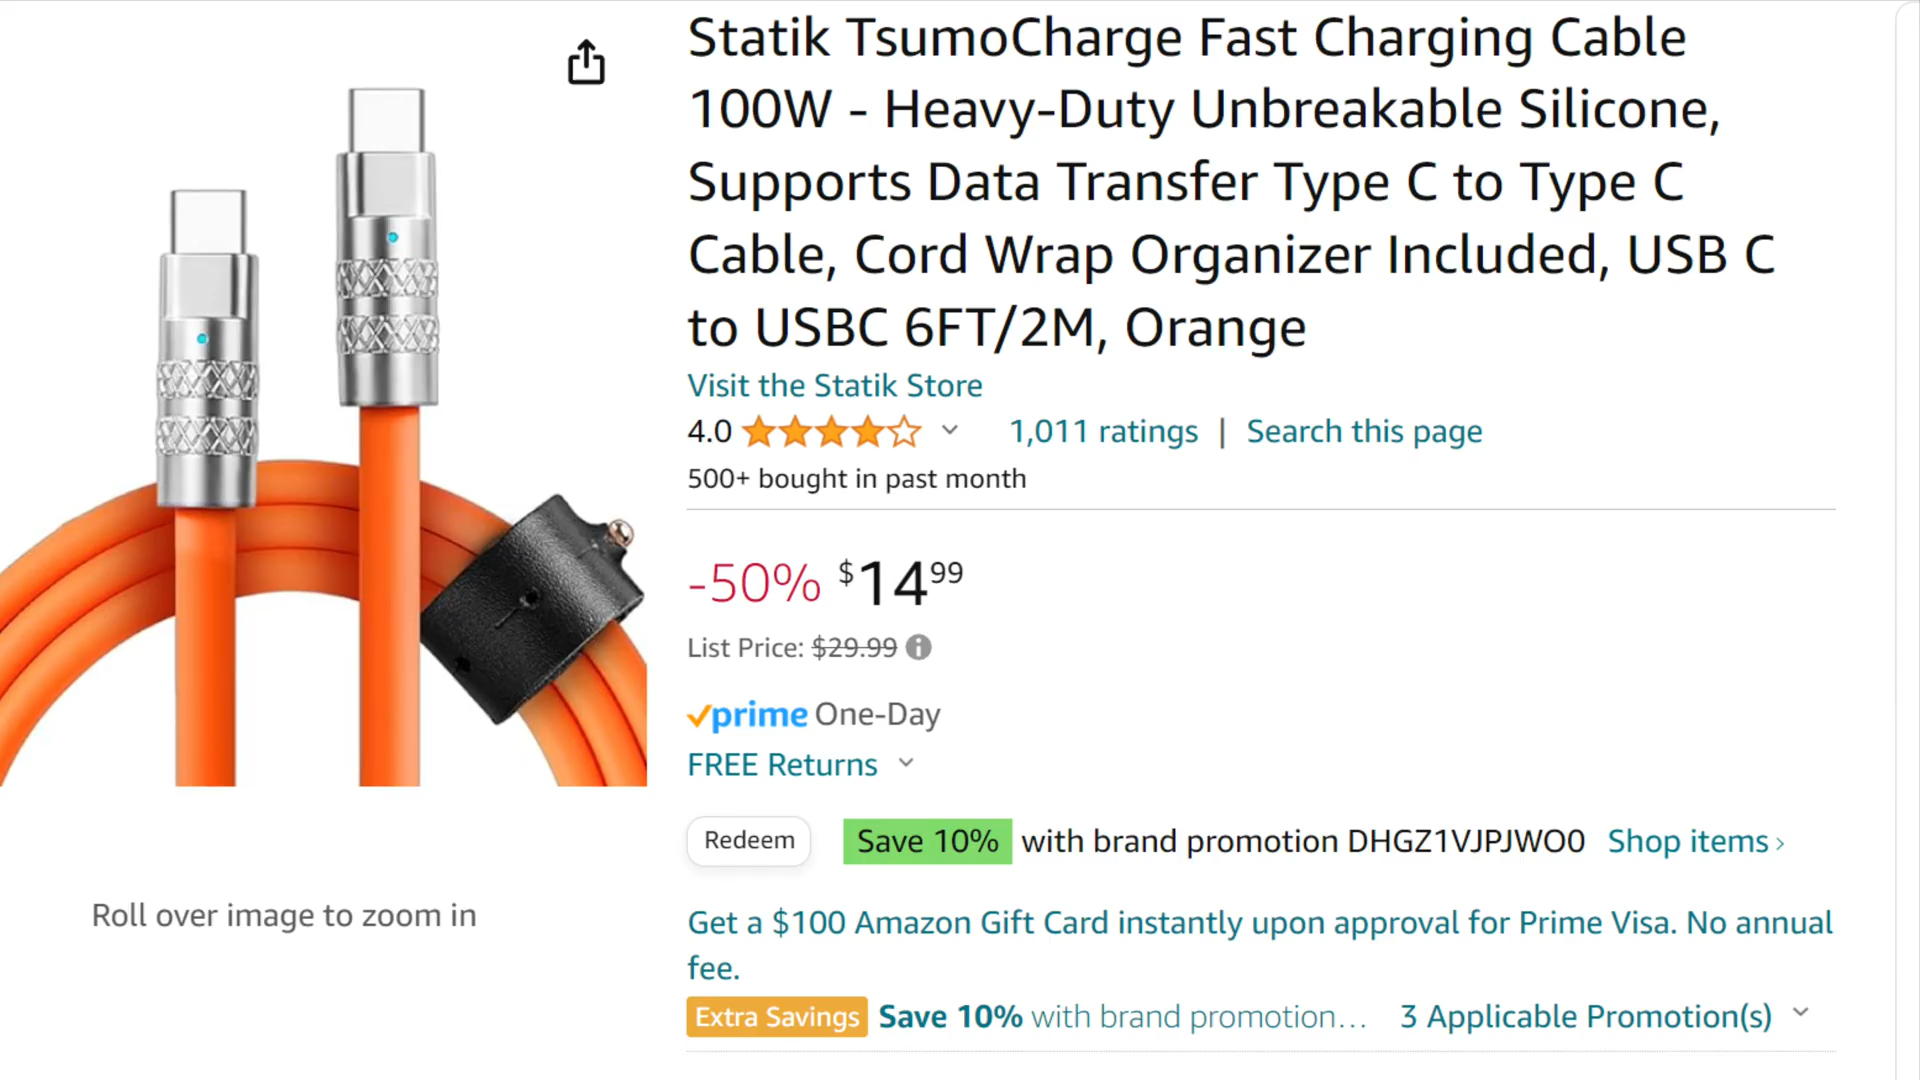 Statik TsumoCharge Fast Charging Cable
100W - Heavy-Duty Unbreakable Silicone,
Supports Data Transfer Type C to Type C
Cable, Cord Wrap Organizer Included, USB C
to USBC 6FT/2M, Orange
Visit the Statik Store
4.0 1,011 ratings | Search this page
500+ bought in past month
-50% $14.99
List Price: $29.99
prime One-Day
FREE Returns
Redeem Save 10% with brand promotion DHGZ1VJPJWO0 Shop items ›
Roll over image to zoom in
Get a $100 Amazon Gift Card instantly upon approval for Prime Visa. No annual
fee.
Extra Savings Save 10% with brand promotion... 3 Applicable Promotion(s)